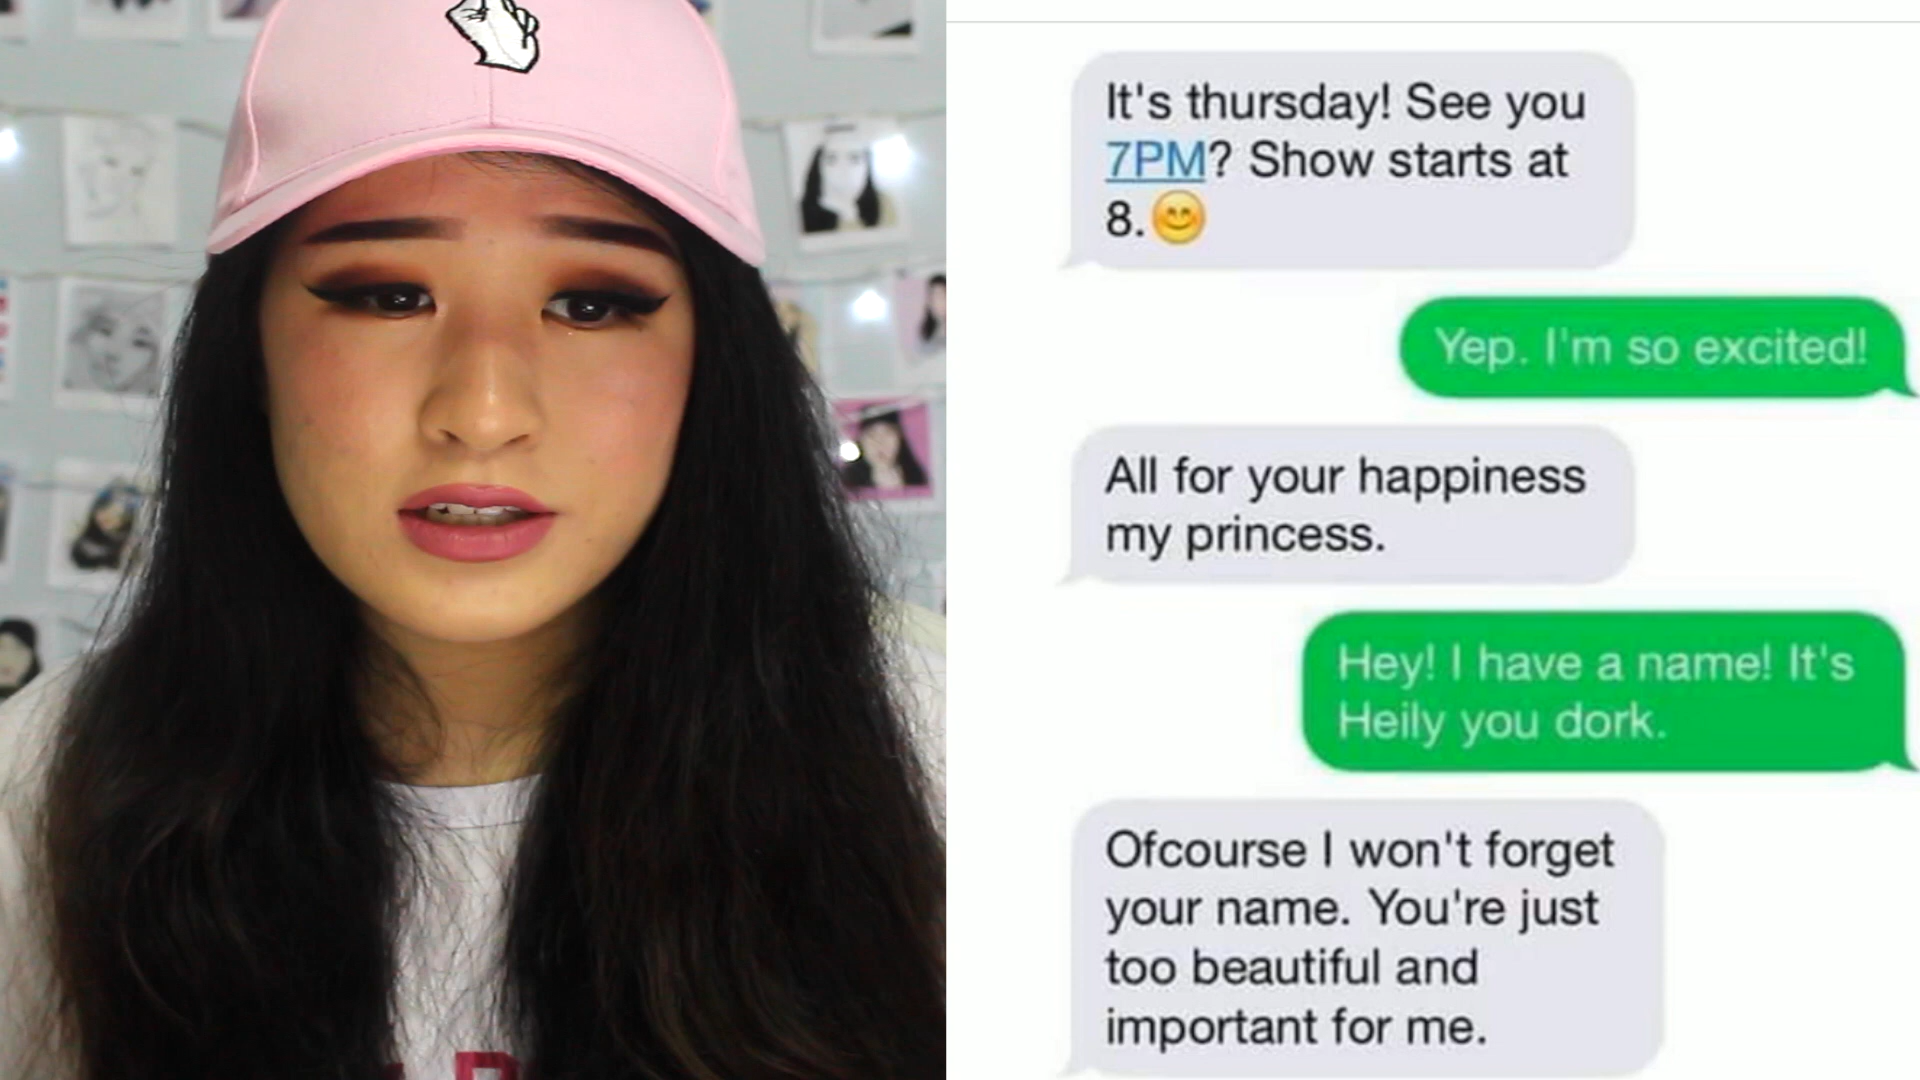 It's thursday! See you
7PM? Show starts at
8.😊
Yep. I'm so excited!
All for your happiness
my princess.
Hey! I have a name! It's
Heily you dork.
Ofcourse I won't forget
your name. You're just
too beautiful and
important for me.